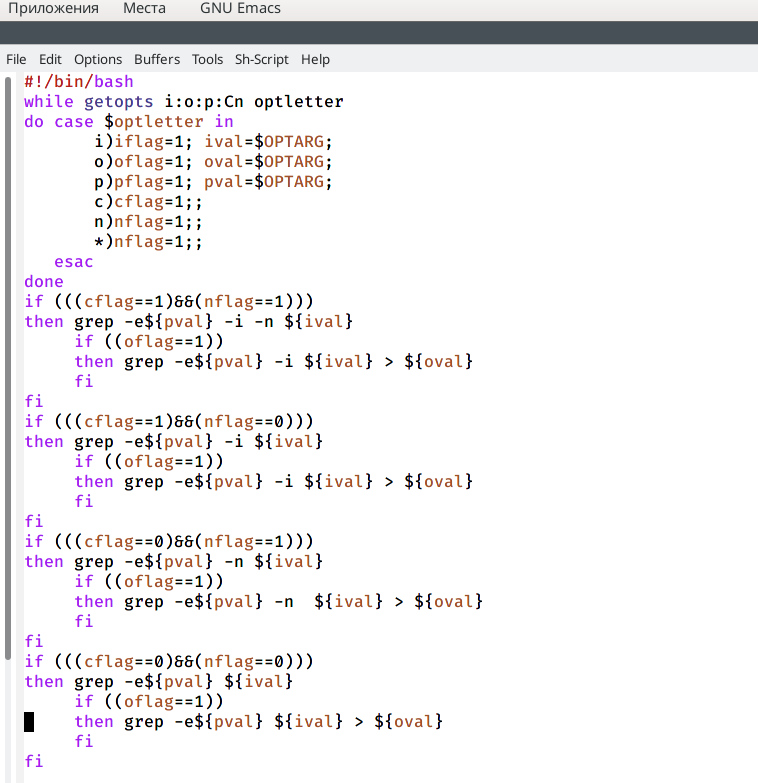 Приложения Места GNU Emacs
File Edit Options Buffers Tools Sh-Script Help
#!/bin/bash
while getopts i:o:p:Cn optletter
do case $optletter in
       i)iflag=1; ival=$OPTARG;
       o)oflag=1; oval=$OPTARG;
       p)pflag=1; pval=$OPTARG;
       c)cflag=1;;
       n)nflag=1;;
       *)nflag=1;;
   esac
done
if (((cflag==1)&&(nflag==1)))
then grep -e${pval} -i -n ${ival}
     if ((oflag==1))
     then grep -e${pval} -i ${ival} > ${oval}
     fi
fi
if (((cflag==1)&&(nflag==0)))
then grep -e${pval} -i ${ival}
     if ((oflag==1))
     then grep -e${pval} -i ${ival} > ${oval}
     fi
fi
if (((cflag==0)&&(nflag==1)))
then grep -e${pval} -n ${ival}
     if ((oflag==1))
     then grep -e${pval} -n  ${ival} > ${oval}
     fi
fi
if (((cflag==0)&&(nflag==0)))
then grep -e${pval} ${ival}
     if ((oflag==1))
     then grep -e${pval} ${ival} > ${oval}
     fi
fi